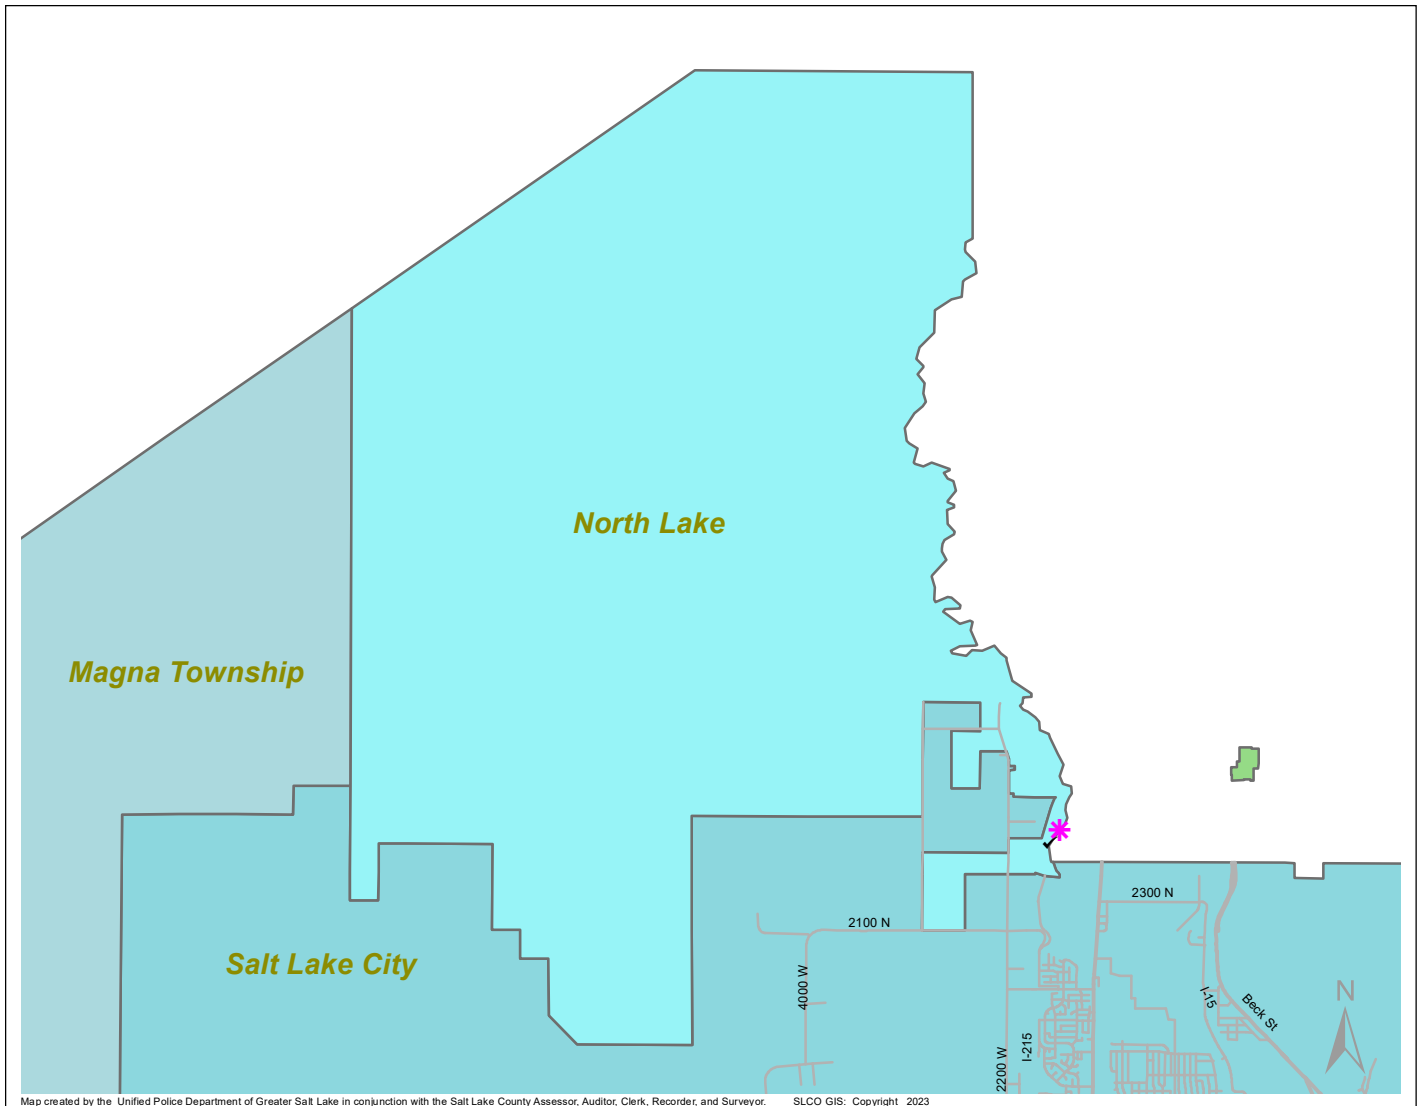 North Lake
Magna Township
2300 N
2100 N
Salt Lake City
4000 W
I-15
Beck St
N
I-215
2200 W
Map created by the Unified Police Department of Greater Salt Lake in conjunction with the Salt Lake County Assessor, Auditor, Clerk, Recorder, and Surveyor. SLCO GIS: Copyright 2023